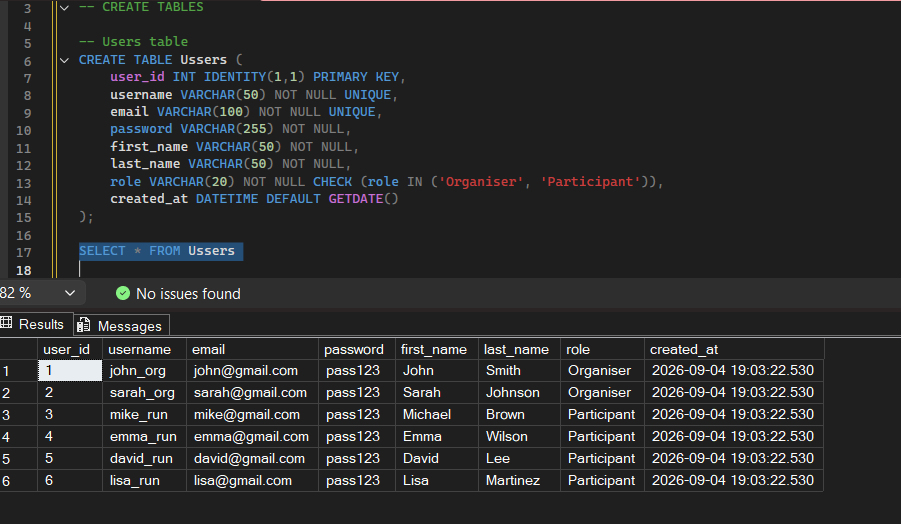 3 -- CREATE TABLES
4
5 -- Users table
6 CREATE TABLE Ussers (
7 user_id INT IDENTITY(1,1) PRIMARY KEY,
8 username VARCHAR(50) NOT NULL UNIQUE,
9 email VARCHAR(100) NOT NULL UNIQUE,
10 password VARCHAR(255) NOT NULL,
11 first_name VARCHAR(50) NOT NULL,
12 last_name VARCHAR(50) NOT NULL,
13 role VARCHAR(20) NOT NULL CHECK (role IN ('Organiser', 'Participant')),
14 created_at DATETIME DEFAULT GETDATE()
15 );
16
17 SELECT * FROM Ussers
18
82 % No issues found
Results Messages
user_id username email password first_name last_name role created_at
1 1 john_org john@gmail.com pass123 John Smith Organiser 2026-09-04 19:03:22.530
2 2 sarah_org sarah@gmail.com pass123 Sarah Johnson Organiser 2026-09-04 19:03:22.530
3 3 mike_run mike@gmail.com pass123 Michael Brown Participant 2026-09-04 19:03:22.530
4 4 emma_run emma@gmail.com pass123 Emma Wilson Participant 2026-09-04 19:03:22.530
5 5 david_run david@gmail.com pass123 David Lee Participant 2026-09-04 19:03:22.530
6 6 lisa_run lisa@gmail.com pass123 Lisa Martinez Participant 2026-09-04 19:03:22.530